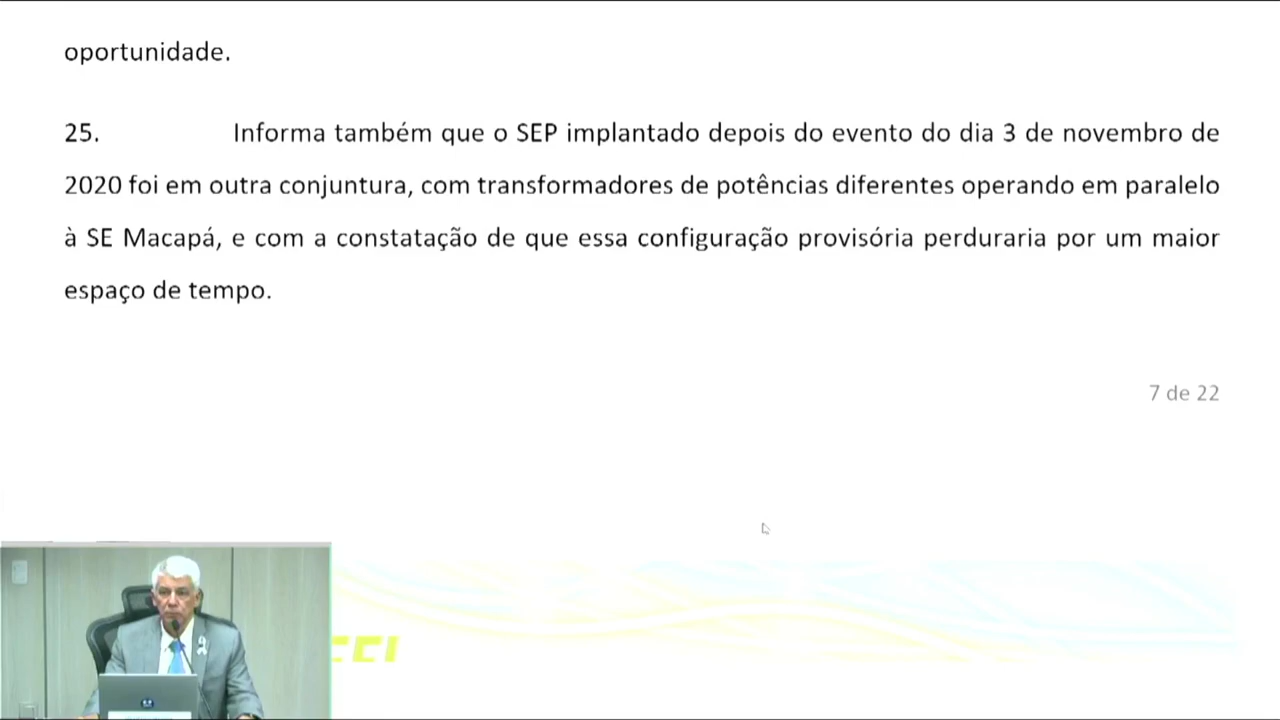 oportunidade.
25. Informa também que o SEP implantado depois do evento do dia 3 de novembro de
2020 foi em outra conjuntura, com transformadores de potências diferentes operando em paralelo
à SE Macapá, e com a constatação de que essa configuração provisória perduraria por um maior
espaço de tempo.
7 de 22